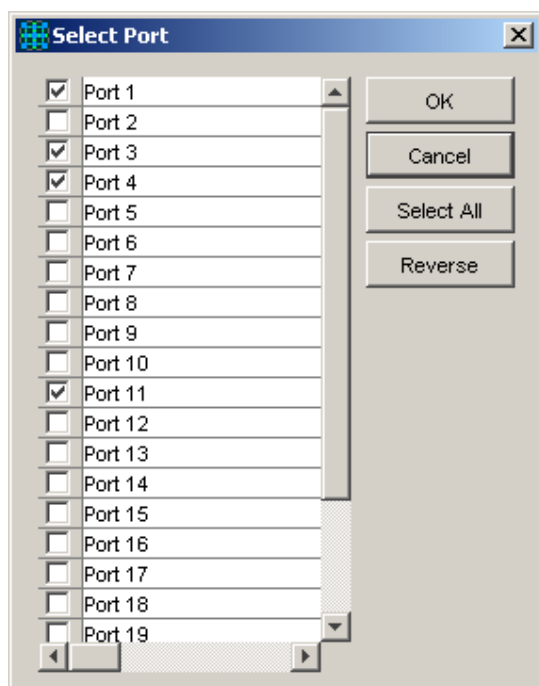 Select Port
Port 1
Port 2
Port 3
Port 4
Port 5
Port 6
Port 7
Port 8
Port 9
Port 10
Port 11
Port 12
Port 13
Port 14
Port 15
Port 16
Port 17
Port 18
Port 19
OK
Cancel
Select All
Reverse